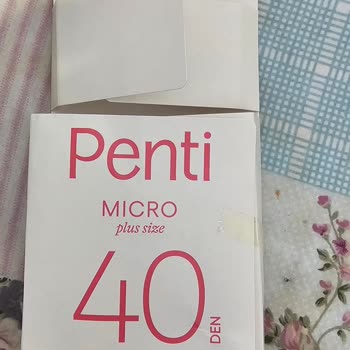 Penti
MICRO
plus size
40 DEN